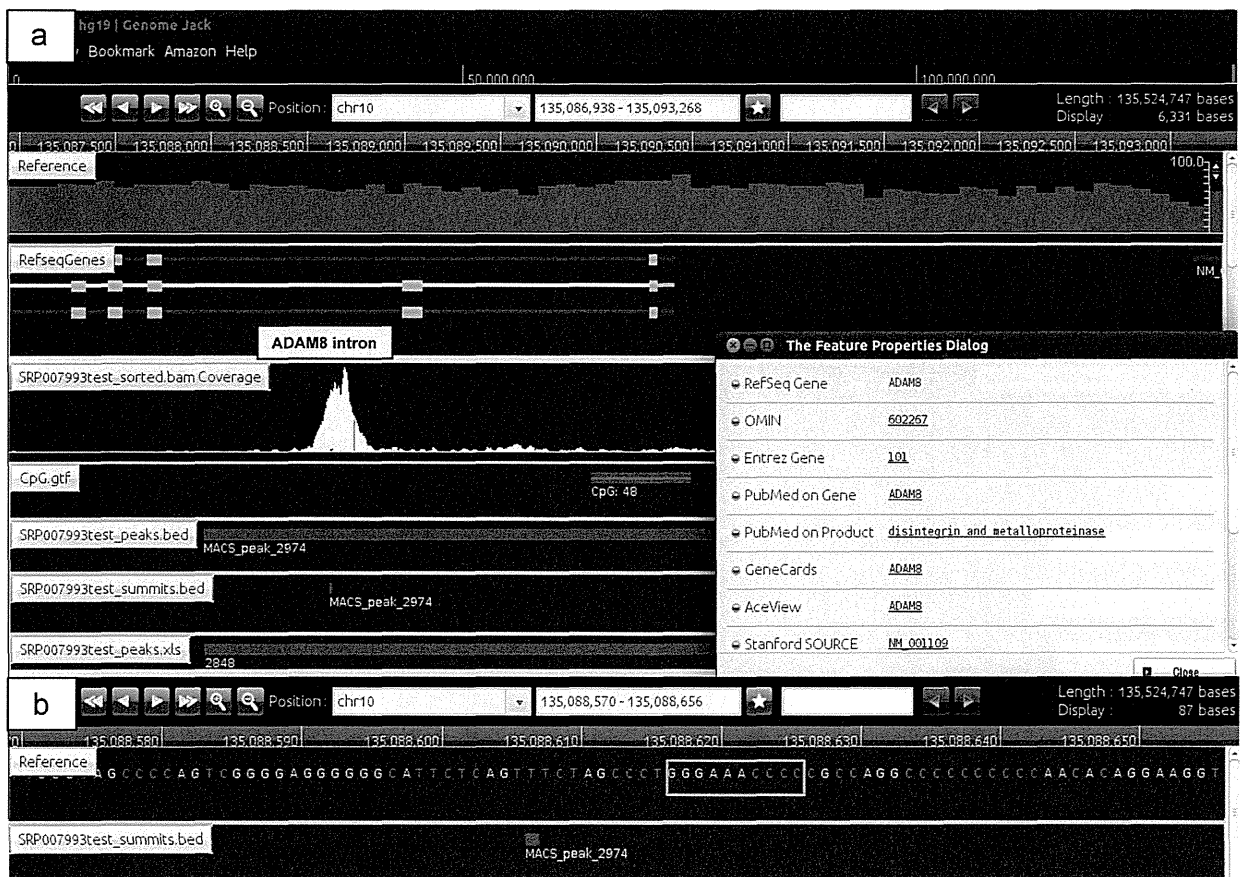 a
hg19 | Genome Jack
Bookmark Amazon Help
0 50,000,000 100,000,000
Position: chr10 135,086,938 - 135,093,268 Length : 135,524,747 bases
Display : 6,331 bases
135,087,500 135,088,000 135,088,500 135,089,000 135,089,500 135,090,000 135,090,500 135,091,000 135,091,500 135,092,000 135,092,500 135,093,000
Reference 100.0
RefseqGenes
NM_
ADAM8 intron
SRP007993test_sorted.bam Coverage
CpG.gtf
CpG: 48
SRP007993test_peaks.bed
MACS_peak_2974
SRP007993test_summits.bed
MACS_peak_2974
SRP007993test_peaks.xls
2848
The Feature Properties Dialog
RefSeq Gene ADAM8
OMIN 602267
Entrez Gene 101
PubMed on Gene ADAM8
PubMed on Product disintegrin and metalloproteinase
GeneCards ADAM8
AceView ADAM8
Stanford SOURCE NM_001109
Close
b
Position: chr10 135,088,570 - 135,088,656 Length : 135,524,747 bases
Display : 87 bases
135,088,580 135,088,590 135,088,600 135,088,610 135,088,620 135,088,630 135,088,640 135,088,650
Reference A G C C C C A G T C G G G G A G G G G G G C A T T C T C A G T T T C T A G C C C T G G G A A A C C C C C G C C A G G C C C C C C C C C C A A C A C A G G A A G G T
SRP007993test_summits.bed
MACS_peak_2974